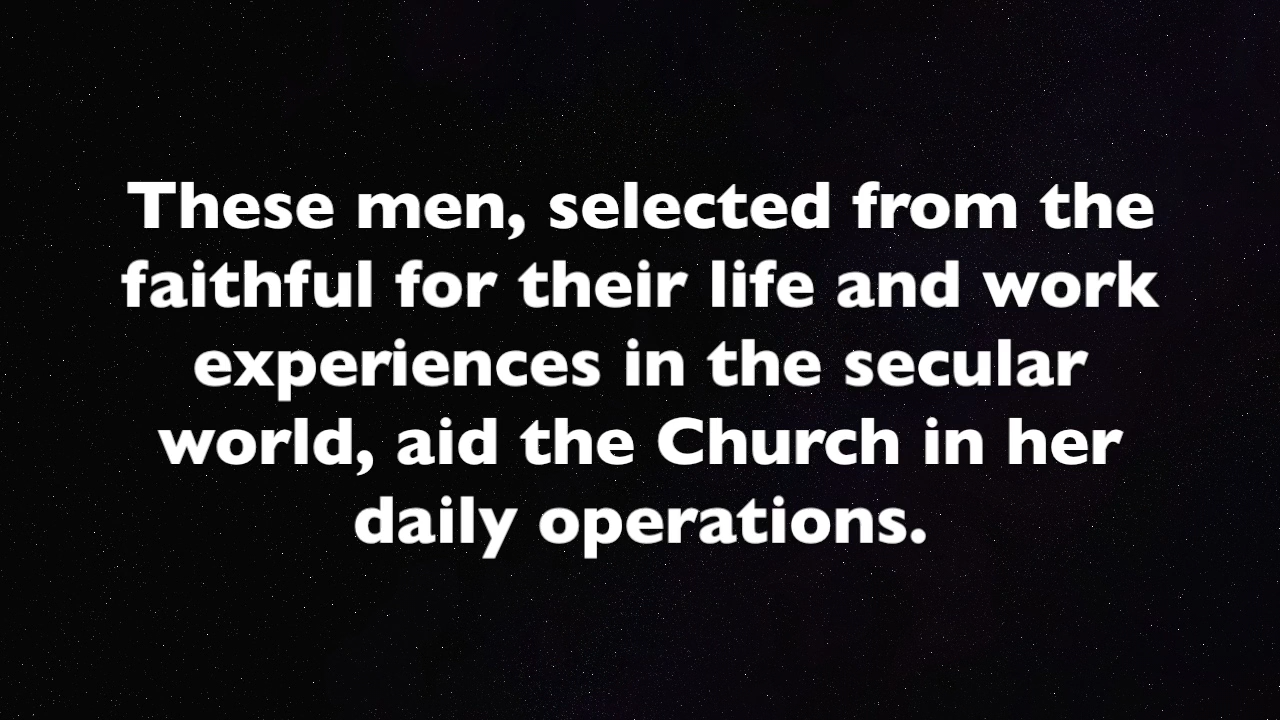 These men, selected from the
faithful for their life and work
experiences in the secular
world, aid the Church in her
daily operations.